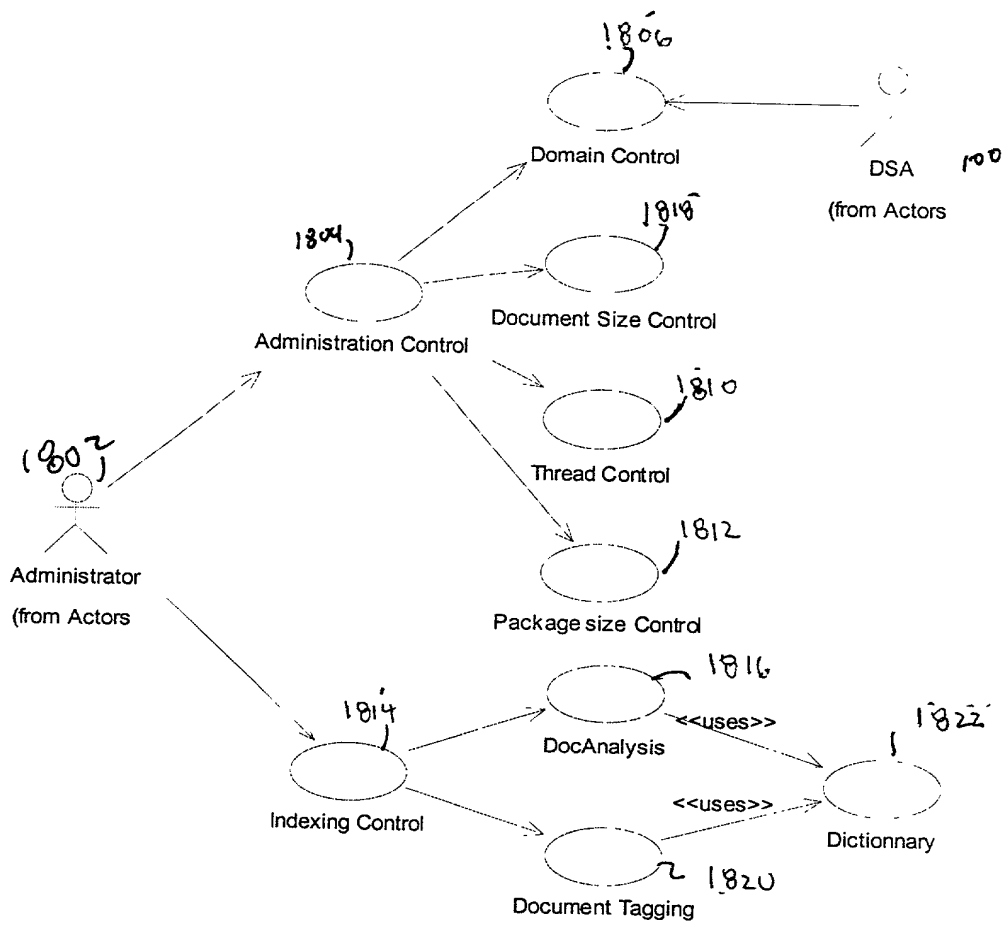 1806
Domain Control
DSA
100
(from Actors
1818
1804
Document Size Control
Administration Control
1810
Thread Control
1802
1812
Administrator
(from Actors
Package size Control
1816
1814
<<uses>>
1822
DocAnalysis
<<uses>>
Indexing Control
Dictionnary
1820
Document Tagging